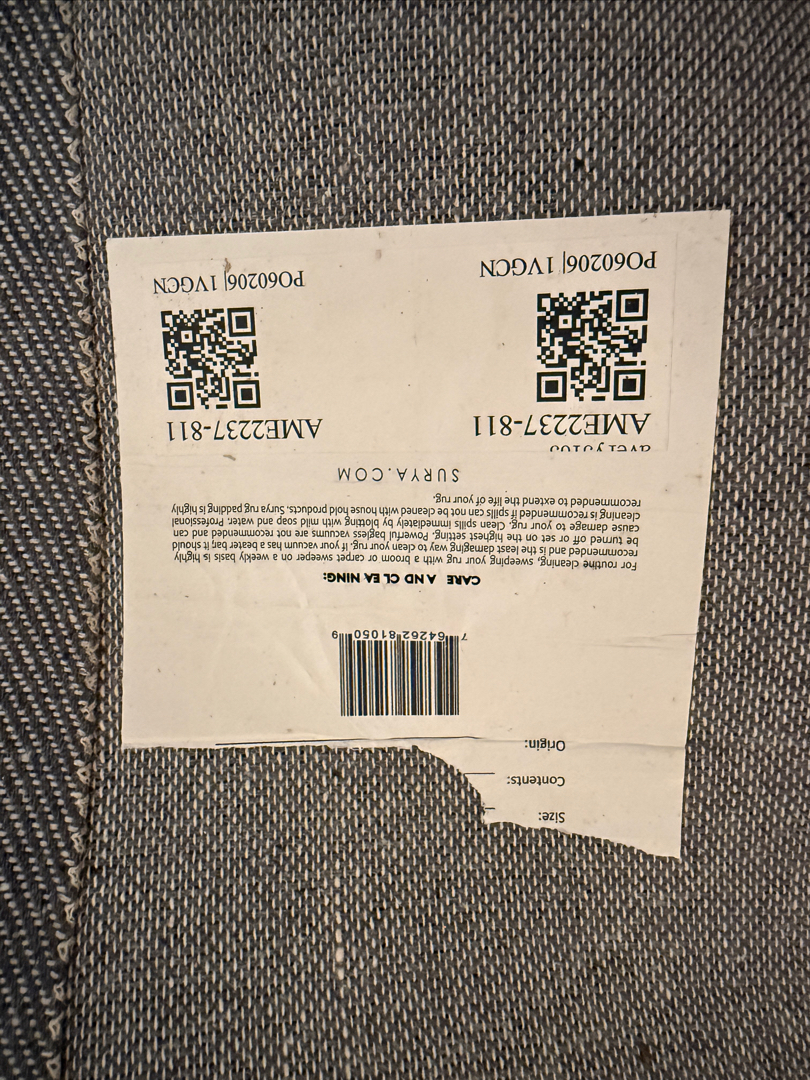 Size:
Contents:
Origin:
7 64262 81050 9
CARE A ND CL EA NING:
For routine cleaning, sweeping your rug with a broom or carpet sweeper on a weekly basis is highly
recommended and is the least damaging way to clean your rug. If your vacuum has a beater bar, it should
be turned off or set on the highest setting. Powerful bagless vacuums are not recommended and can
cause damage to your rug. Clean spills immediately by blotting with mild soap and water. Professional
cleaning is recommended if spills can not be cleaned with house hold products. Surya rug padding is highly
recommended to extend the life of your rug.
SURYA.COM
AME2237-811
PO60206|1VGCN
AME2237-811
PO60206|1VGCN